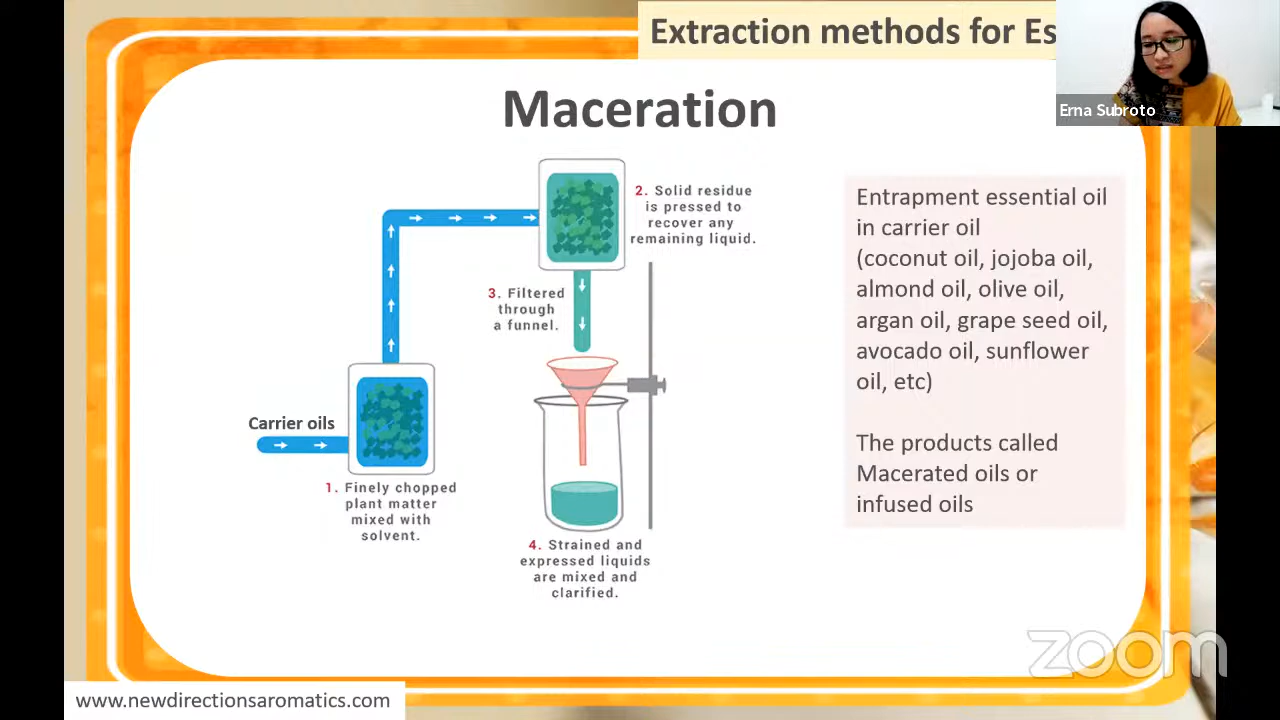 Extraction methods for Es
Erna Subroto
Maceration
2. Solid residue
is pressed to
recover any
remaining liquid.
3. Filtered
through
a funnel.
Carrier oils
1. Finely chopped
plant matter
mixed with
solvent.
4. Strained and
expressed liquids
are mixed and
clarified.
Entrapment essential oil
in carrier oil
(coconut oil, jojoba oil,
almond oil, olive oil,
argan oil, grape seed oil,
avocado oil, sunflower
oil, etc)
The products called
Macerated oils or
infused oils
zoom
www.newdirectionsaromatics.com